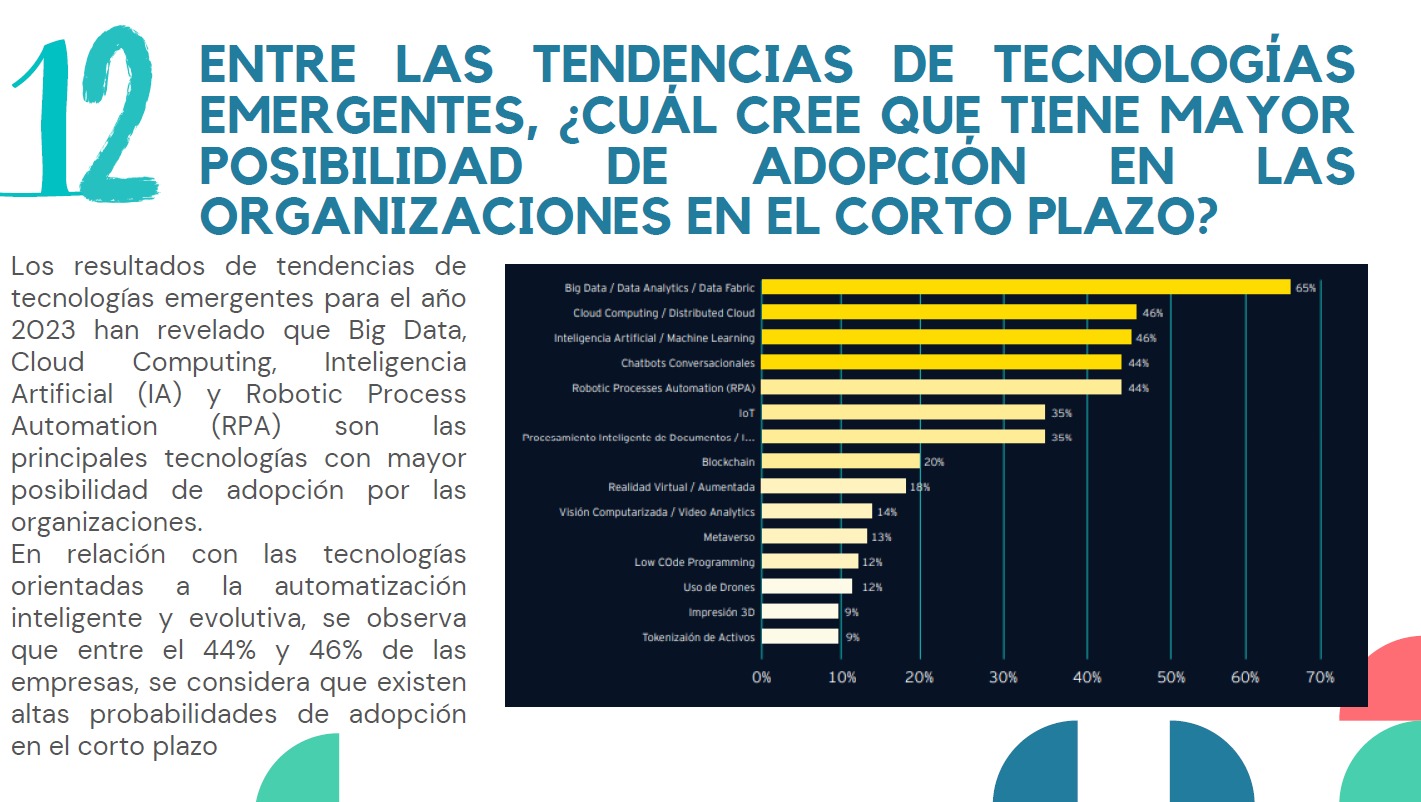 12
ENTRE LAS TENDENCIAS DE TECNOLOGÍAS
EMERGENTES, ¿CUÁL CREE QUE TIENE MAYOR
POSIBILIDAD DE ADOPCIÓN EN LAS
ORGANIZACIONES EN EL CORTO PLAZO?
Los resultados de tendencias de
tecnologías emergentes para el año
2023 han revelado que Big Data,
Cloud Computing, Inteligencia
Artificial (IA) y Robotic Process
Automation (RPA) son las
principales tecnologías con mayor
posibilidad de adopción por las
organizaciones.
En relación con las tecnologías
orientadas a la automatización
inteligente y evolutiva, se observa
que entre el 44% y 46% de las
empresas, se considera que existen
altas probabilidades de adopción
en el corto plazo
Big Data / Data Analytics / Data Fabric 65%
Cloud Computing / Distributed Cloud 46%
Inteligencia Artificial / Machine Learning 46%
Chatbots Conversacionales 44%
Robotic Processes Automation (RPA) 44%
IoT 35%
Procesamiento Inteligente de Documentos / I... 35%
Blockchain 20%
Realidad Virtual / Aumentada 18%
Visión Computarizada / Video Analytics 14%
Metaverso 13%
Low COde Programming 12%
Uso de Drones 12%
Impresión 3D 9%
Tokenizaión de Activos 9%
0% 10% 20% 30% 40% 50% 60% 70%